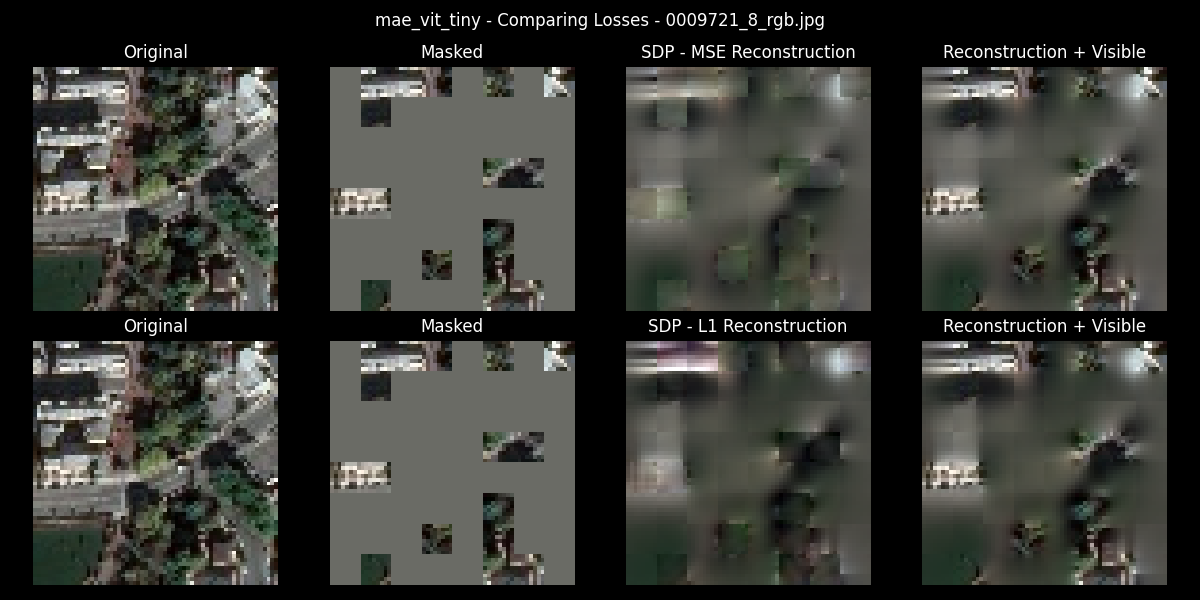 mae_vit_tiny - Comparing Losses - 0009721_8_rgb.jpg
Original
Masked
SDP - MSE Reconstruction
Reconstruction + Visible
Original
Masked
SDP - L1 Reconstruction
Reconstruction + Visible